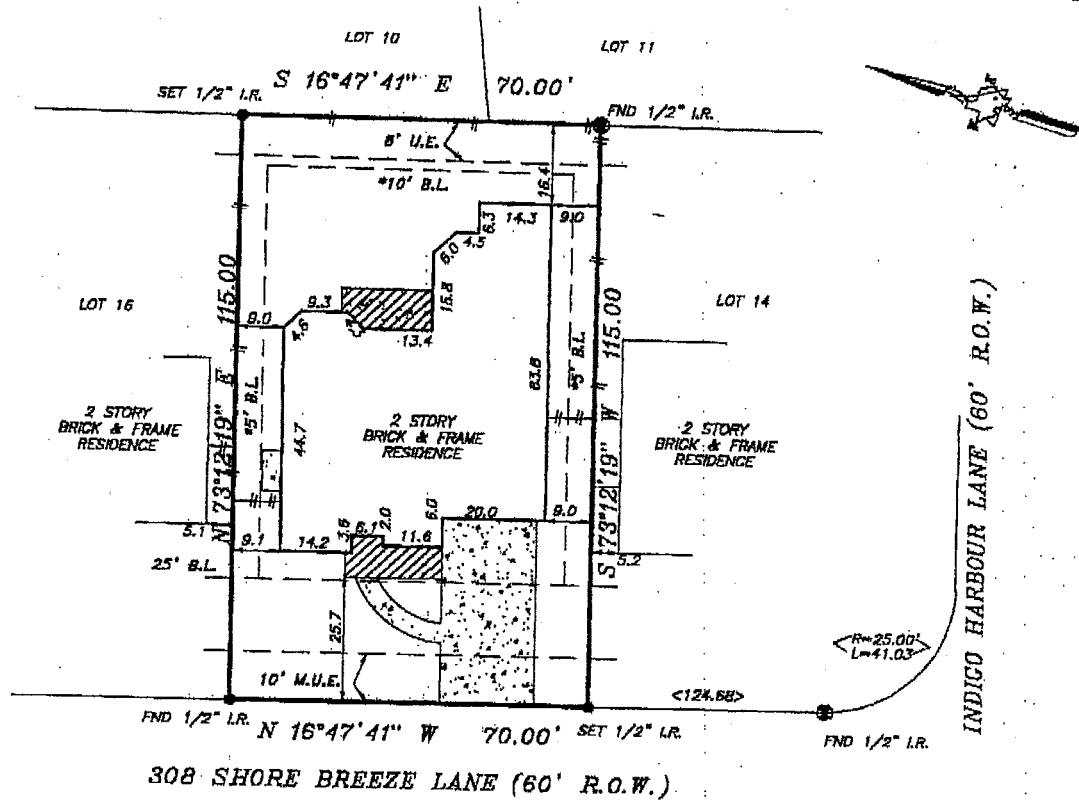 LOT 10
LOT 11
S 16°47'41" E 70.00'
SET 1/2" I.R.
FND 1/2" I.R.
8' U.E.
*10' B.L.
16.4
14.3
9.0
6.3
4.5
6.0
15.8
9.3
4.6
9.0
13.4
LOT 16
LOT 14
N 73°12'19" E 115.00
S 73°12'19" W 115.00
*5' B.L.
*5' B.L.
63.8
44.7
2 STORY
BRICK & FRAME
RESIDENCE
2 STORY
BRICK & FRAME
RESIDENCE
2 STORY
BRICK & FRAME
RESIDENCE
INDIGO HARBOUR LANE (60' R.O.W.)
5.1
9.1
14.2
3.6
6.1
2.0
11.6
6.0
20.0
9.0
5.2
25' B.L.
25.7
10' M.U.E.
R=25.00'
L=41.03
<124.68>
FND 1/2" I.R.
N 16°47'41" W 70.00'
SET 1/2" I.R.
FND 1/2" I.R.
308 SHORE BREEZE LANE (60' R.O.W.)